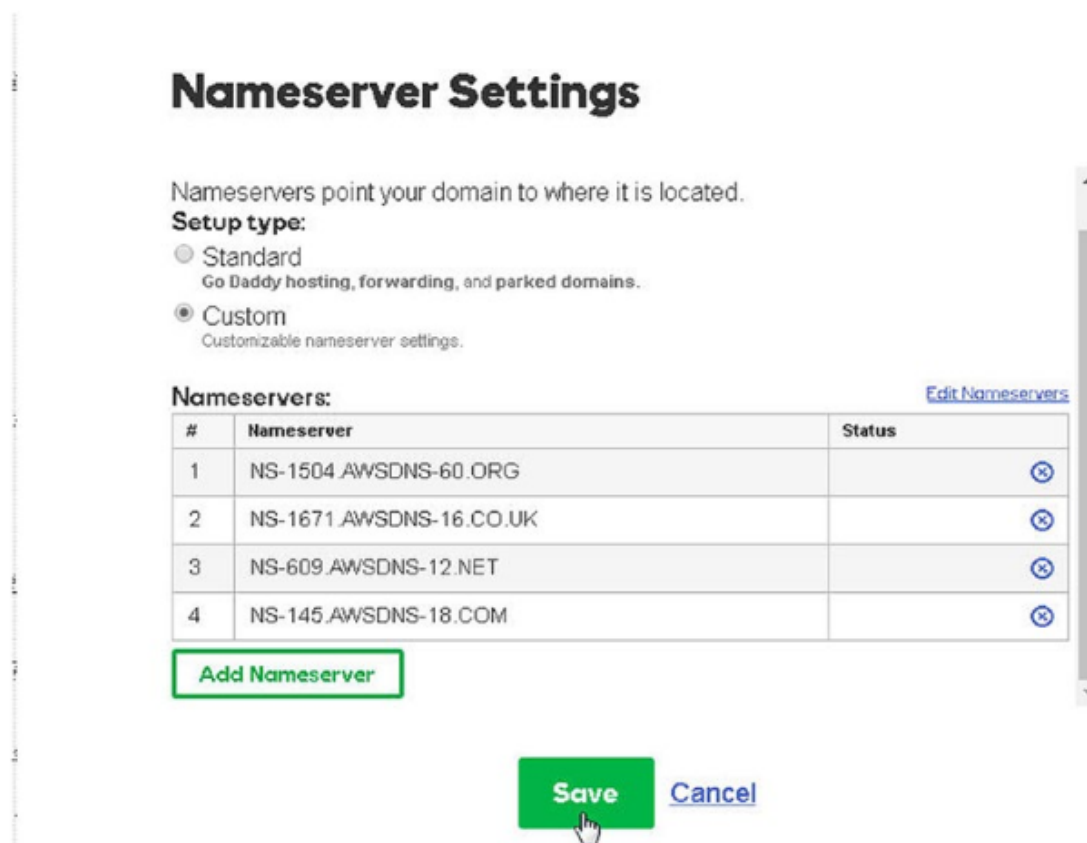 Nameserver Settings
Nameservers point your domain to where it is located.
Setup type:
Standard
Go Daddy hosting, forwarding, and parked domains.
Custom
Customizable nameserver settings.
Nameservers: Edit Nameservers
# Nameserver Status
1 NS-1504.AWSDNS-60.ORG
2 NS-1671.AWSDNS-16.CO.UK
3 NS-609.AWSDNS-12.NET
4 NS-145.AWSDNS-18.COM
Add Nameserver
Save Cancel